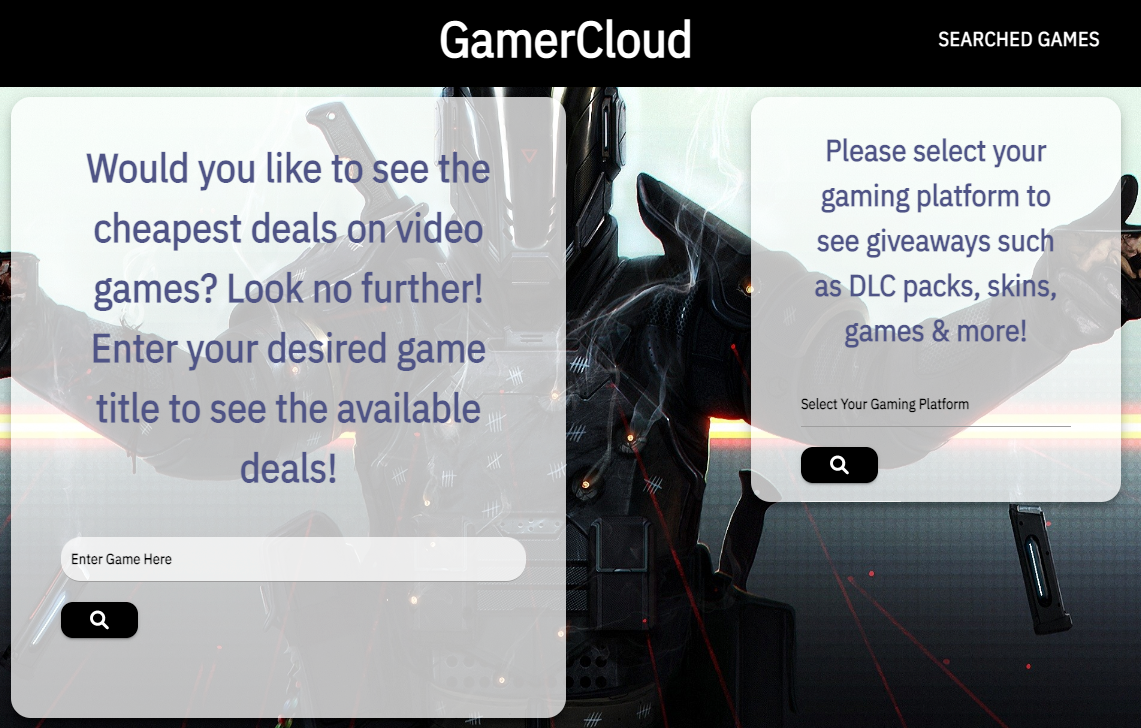 GamerCloud
SEARCHED GAMES
Would you like to see the
cheapest deals on video
games? Look no further!
Enter your desired game
title to see the available
deals!
Enter Game Here
Please select your
gaming platform to
see giveaways such
as DLC packs, skins,
games & more!
Select Your Gaming Platform